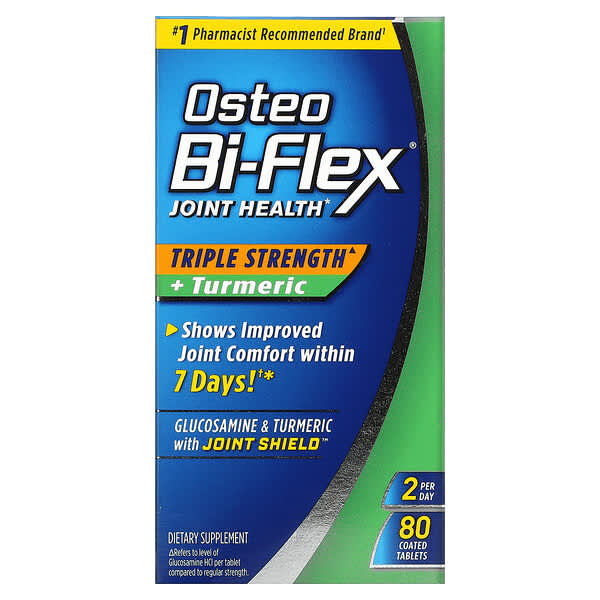 #1 Pharmacist Recommended Brand¹
Osteo
Bi-Flex®
JOINT HEALTH*
TRIPLE STRENGTH△
+ Turmeric
Shows Improved
Joint Comfort within
7 Days!†*
GLUCOSAMINE & TURMERIC
with JOINT SHIELD™
2 PER
DAY
80
COATED
TABLETS
DIETARY SUPPLEMENT
△Refers to level of
Glucosamine HCl per tablet
compared to regular strength.